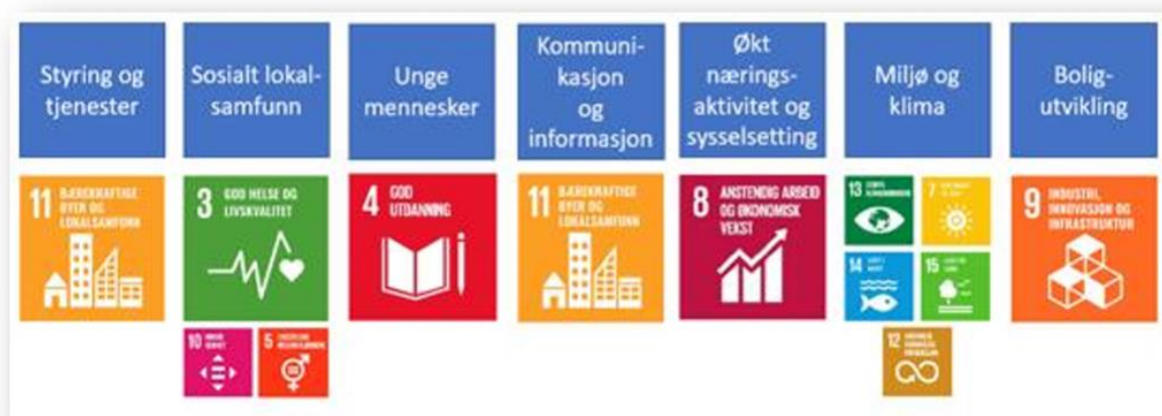 Styring og
tjenester
Sosialt lokal-
samfunn
Unge
mennesker
Kommuni-
kasjon
og
informasjon
Økt
nærings-
aktivitet og
sysselsetting
Miljø og
klima
Bolig-
utvikling
11 BÆREKRAFTIGE
BYER OG
LOKALSAMFUNN
3 GOD HELSE OG
LIVSKVALITET
4 GOD
UTDANNING
11 BÆREKRAFTIGE
BYER OG
LOKALSAMFUNN
8 ANSTENDIG ARBEID
OG ØKONOMISK
VEKST
13
7
14
15
12
9 INDUSTRI,
INNOVASJON OG
INFRASTRUKTUR
10
5